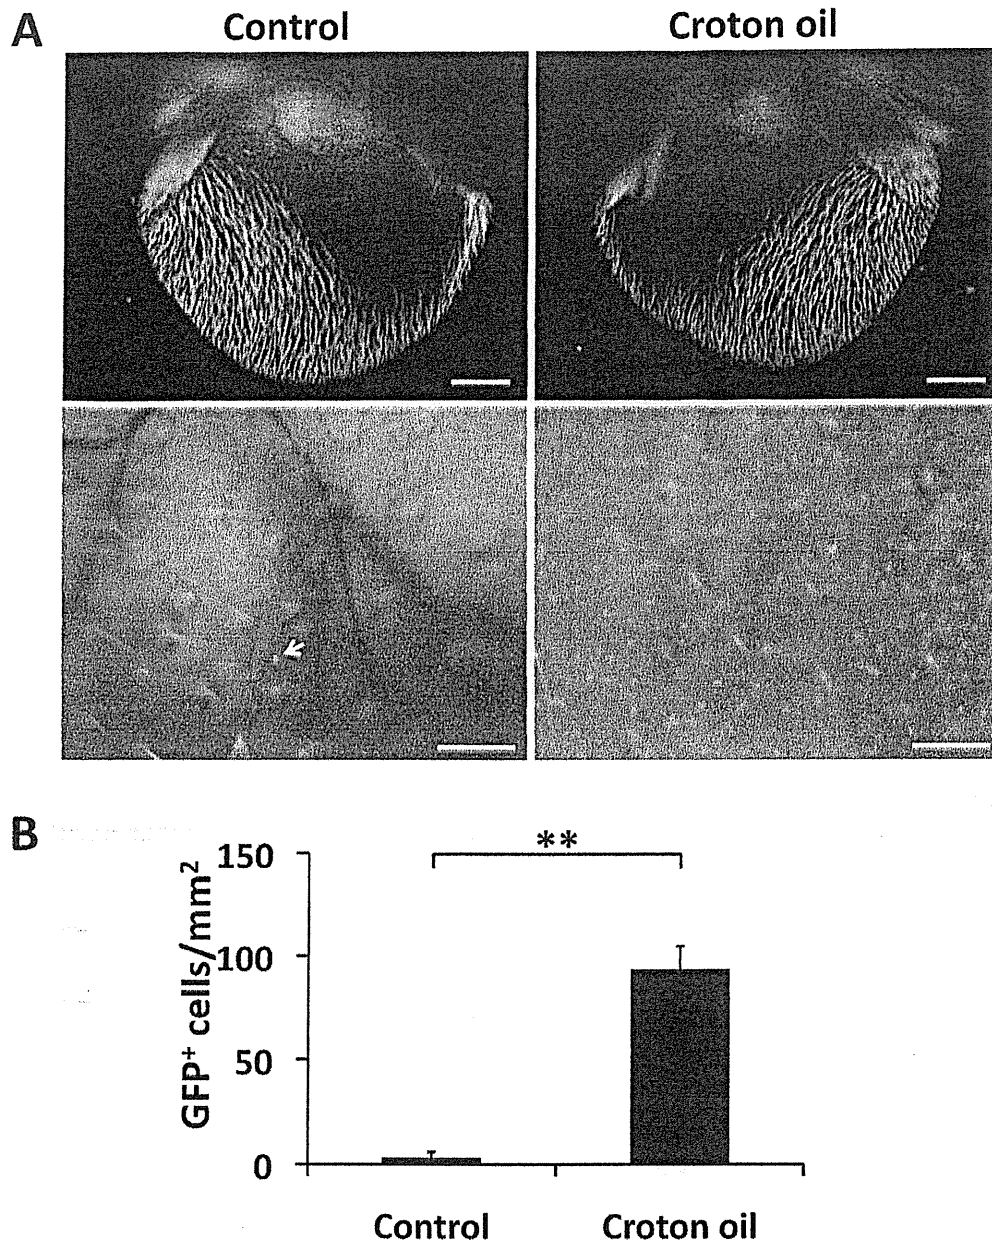 A
Control
Croton oil
B
**
150
100
50
0
GFP⁺ cells/mm²
Control
Croton oil